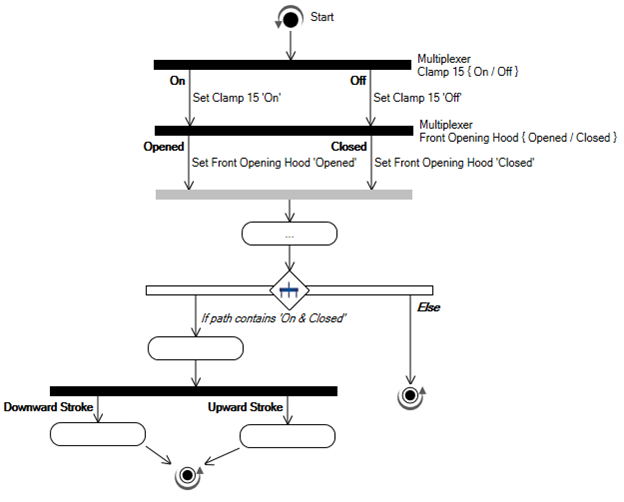 Start
Multiplexer
Clamp 15 { On / Off }
On
Off
Set Clamp 15 'On'
Set Clamp 15 'Off'
Multiplexer
Front Opening Hood { Opened / Closed }
Opened
Closed
Set Front Opening Hood 'Opened'
Set Front Opening Hood 'Closed'
...
Else
If path contains 'On & Closed'
Downward Stroke
Upward Stroke